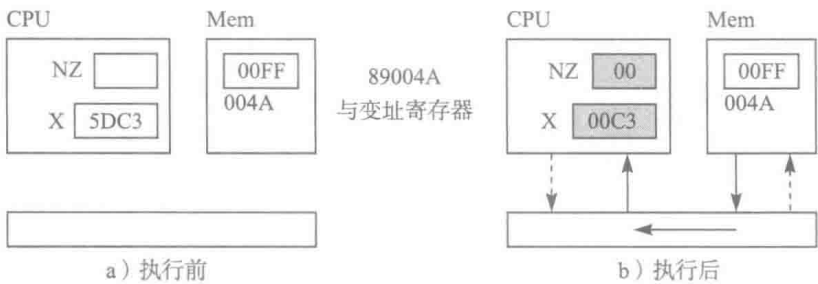 CPU Mem
NZ
00FF
004A
X 5DC3
89004A
与变址寄存器
CPU Mem
NZ 00
00FF
004A
X 00C3
a）执行前
b）执行后